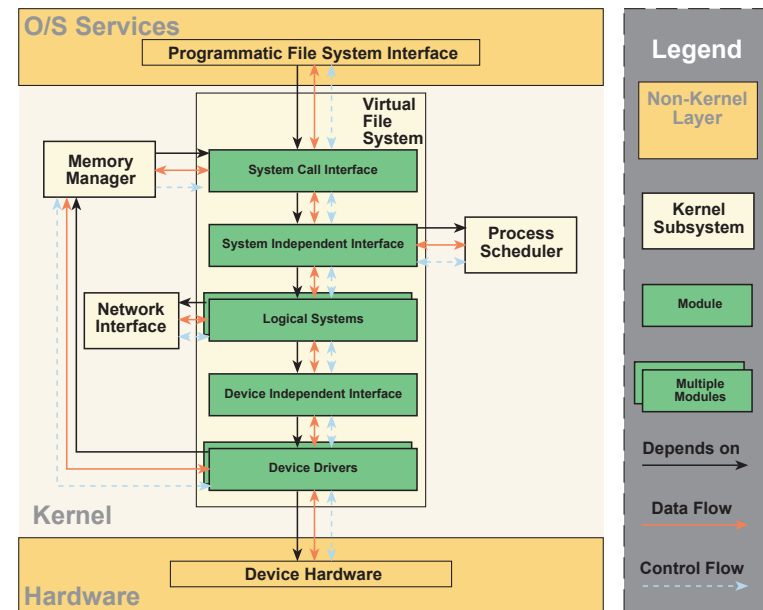 O/S Services
Programmatic File System Interface
Virtual
File
System
Memory
Manager
System Call Interface
System Independent Interface
Process
Scheduler
Network
Interface
Logical Systems
Device Independent Interface
Device Drivers
Kernel
Device Hardware
Hardware
Legend
Non-Kernel
Layer
Kernel
Subsystem
Module
Multiple
Modules
Depends on
Data Flow
Control Flow